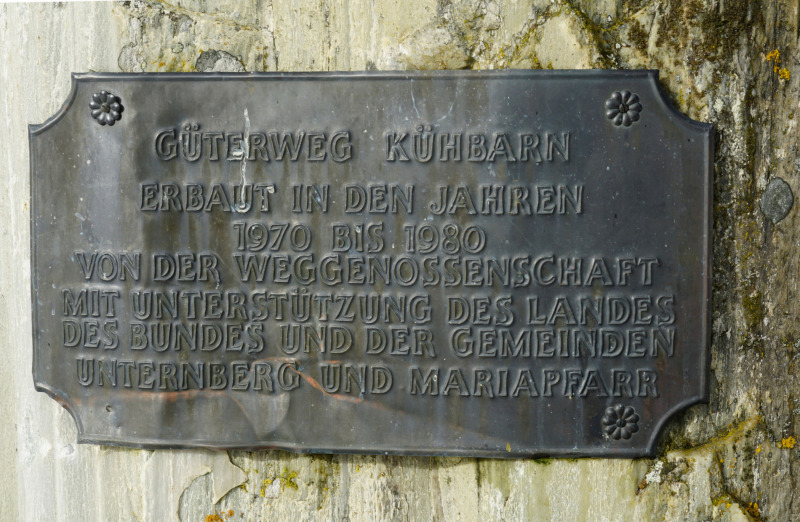 GÜTERWEG KÜHBARN
ERBAUT IN DEN JAHREN
1970 BIS 1980
VON DER WEGGENOSSENSCHAFT
MIT UNTERSTÜTZUNG DES LANDES
DES BUNDES UND DER GEMEINDEN
UNTERNBERG UND MARIAPFARR